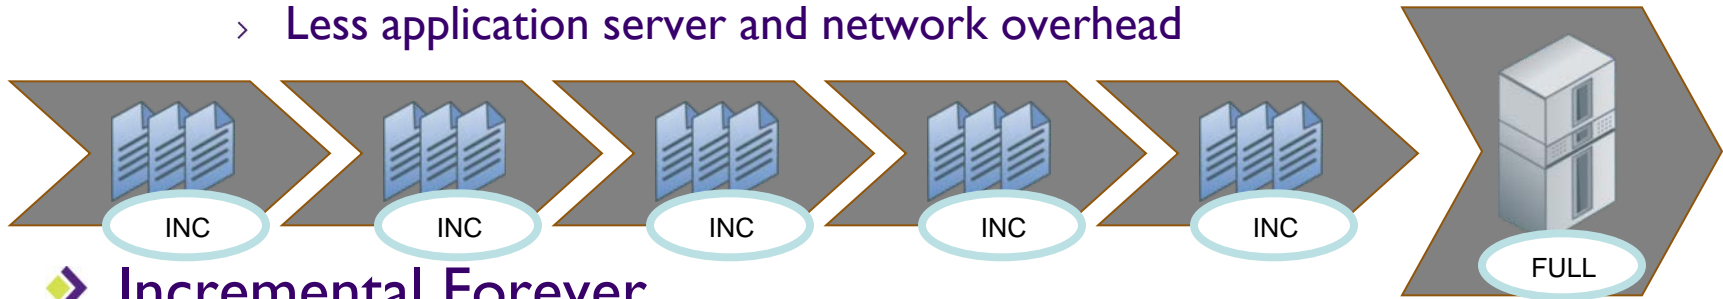 › Less application server and network overhead
INC INC INC INC INC
FULL
Incremental Forever